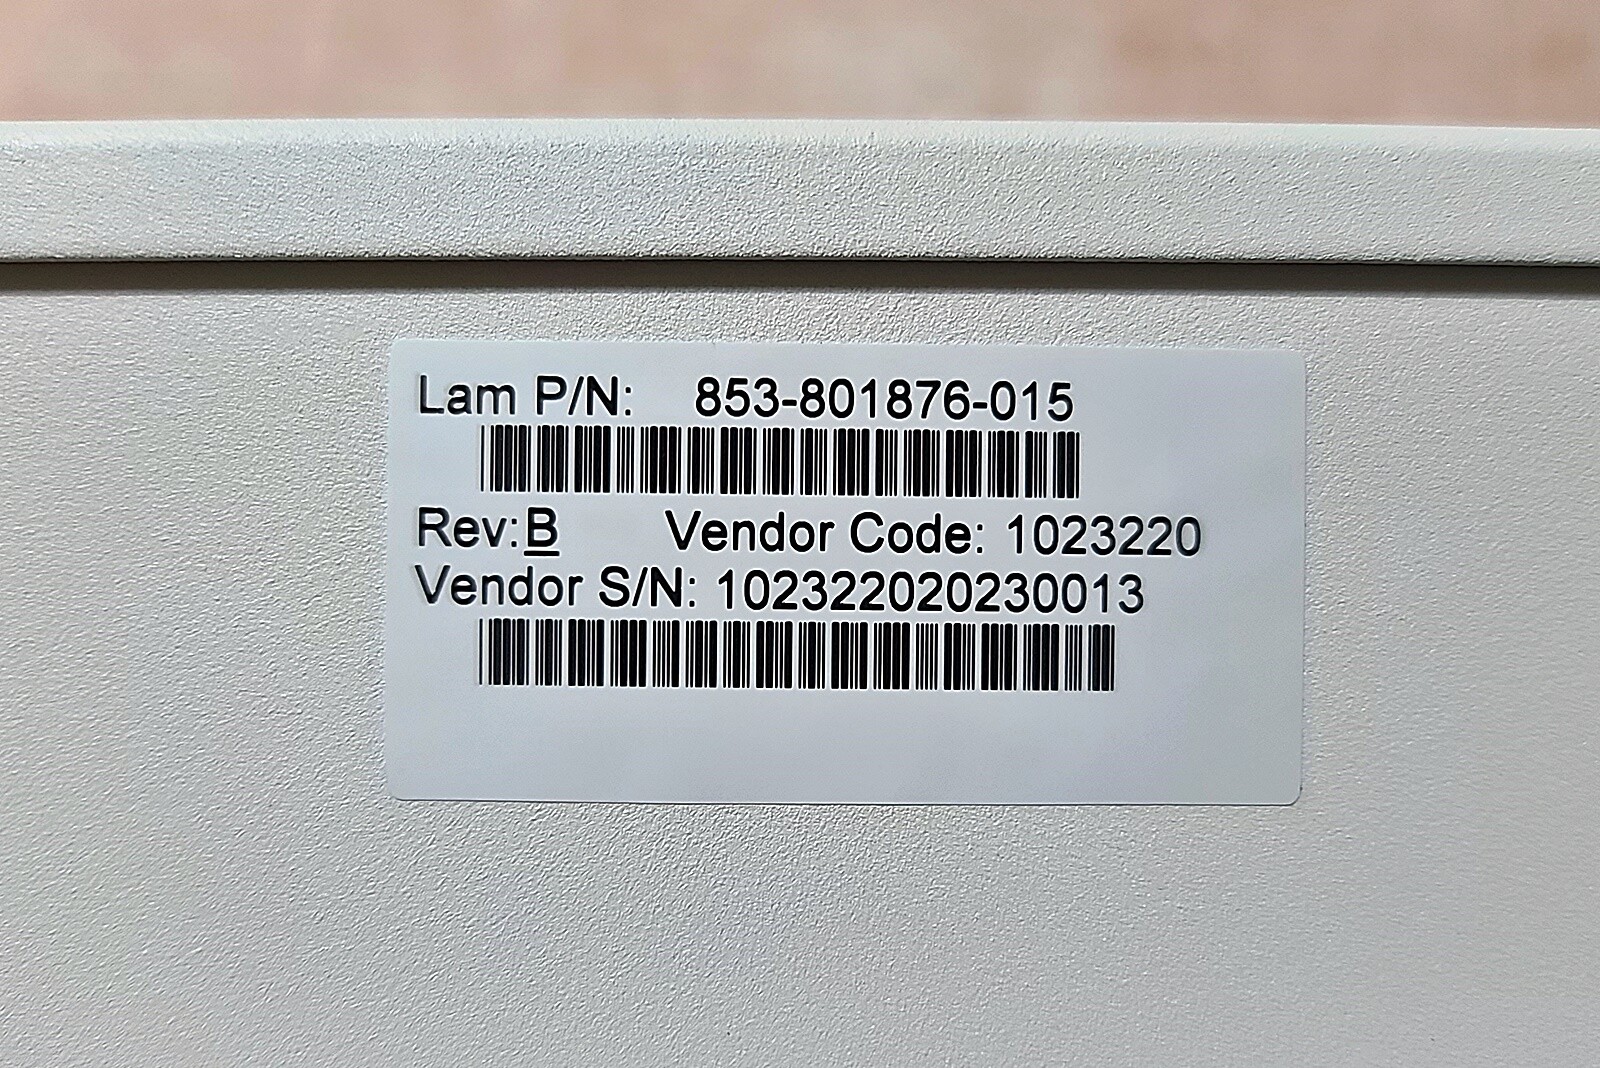 Lam P/N: 853-801876-015
Rev:B Vendor Code: 1023220
Vendor S/N: 102322020230013